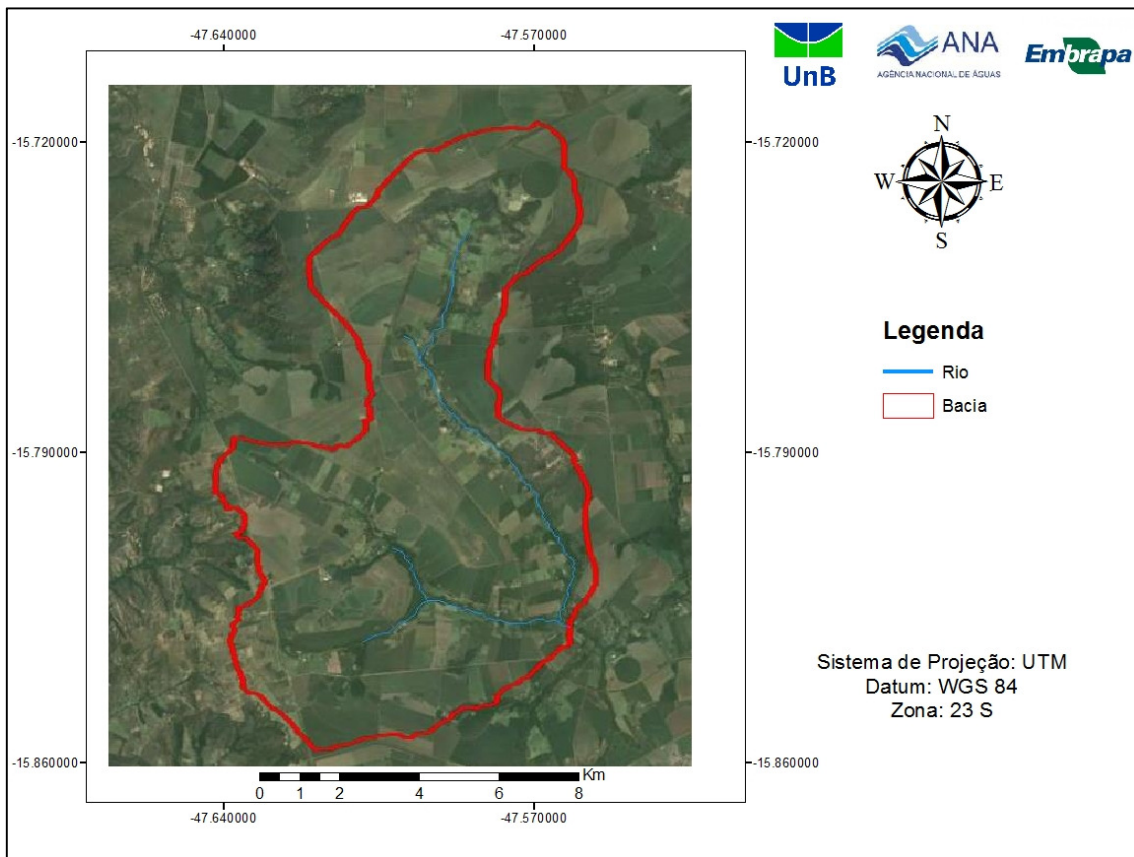 -47.640000 -47.570000
UnB
ANA
AGÊNCIA NACIONAL DE ÁGUAS
Embrapa
-15.720000 -15.720000
N
W E
S
Legenda
Rio
Bacia
-15.790000 -15.790000
Sistema de Projeção: UTM
Datum: WGS 84
Zona: 23 S
-15.860000 -15.860000
Km
0 1 2 4 6 8
-47.640000 -47.570000